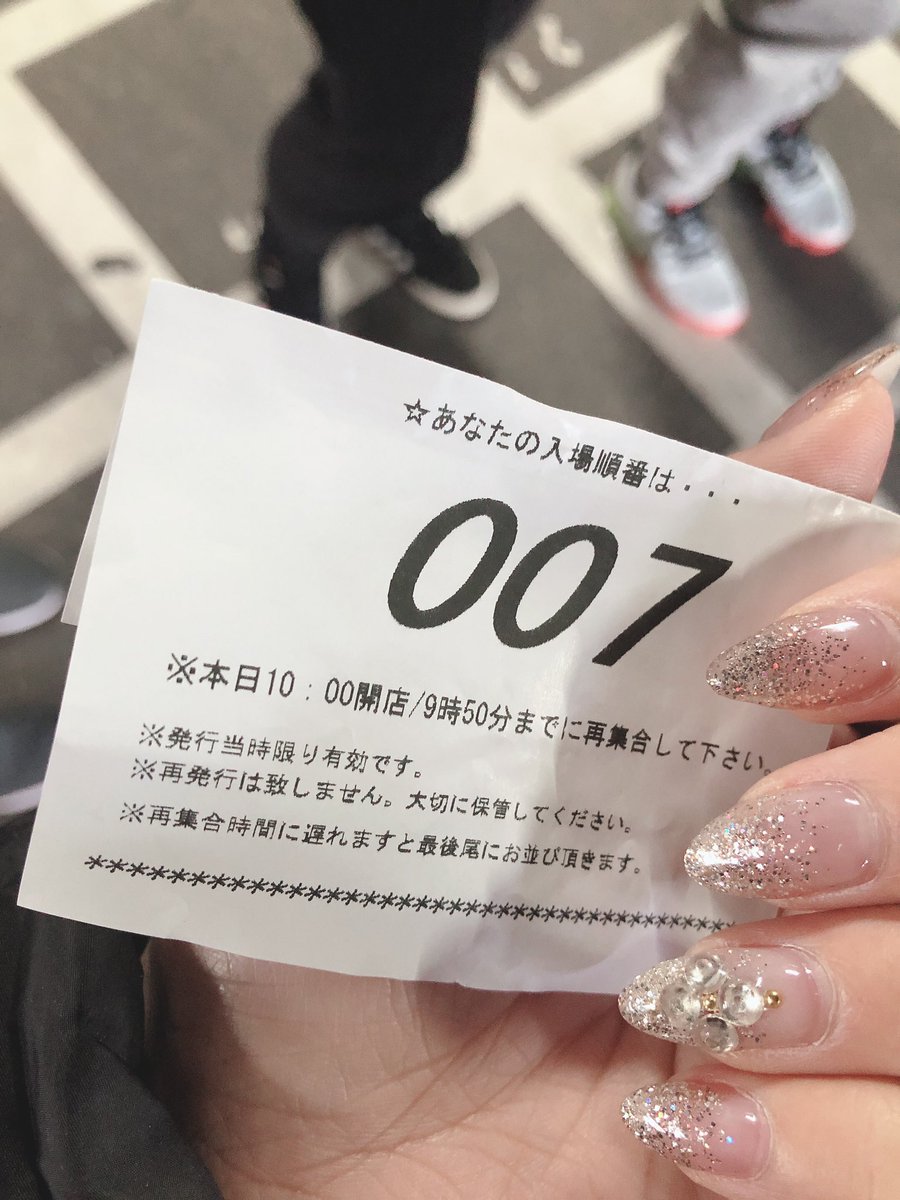 ☆あなたの入場順番は・・・
007
※本日10：00開店/9時50分までに再集合して下さい。
※発行当時限り有効です。
※再発行は致しません。大切に保管してください。
※再集合時間に遅れますと最後尾にお並び頂きます。
*********************************************